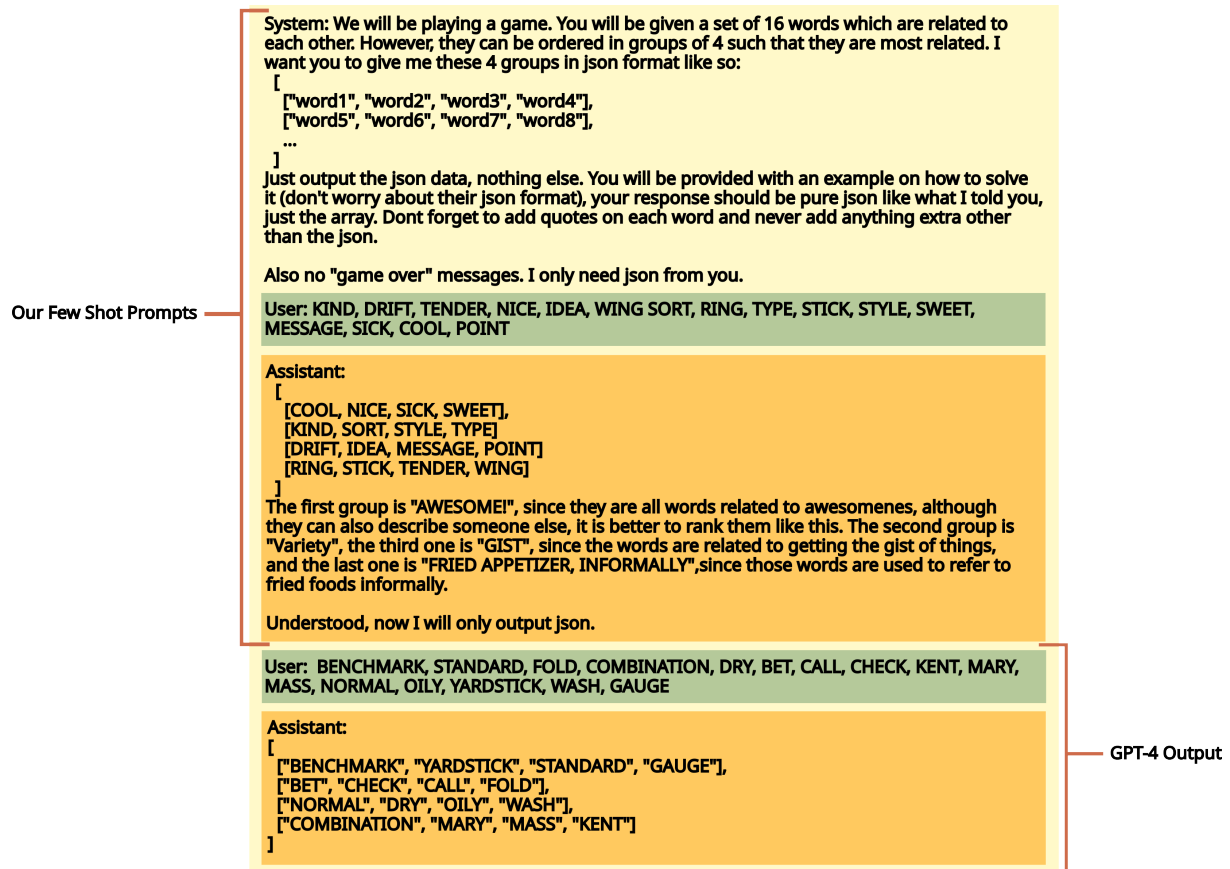 System: We will be playing a game. You will be given a set of 16 words which are related to
each other. However, they can be ordered in groups of 4 such that they are most related. I
want you to give me these 4 groups in json format like so:
[
["word1", "word2", "word3", "word4"],
["word5", "word6", "word7", "word8"],
...
]
Just output the json data, nothing else. You will be provided with an example on how to solve
it (don't worry about their json format), your response should be pure json like what I told you,
just the array. Dont forget to add quotes on each word and never add anything extra other
than the json.
Also no "game over" messages. I only need json from you.
Our Few Shot Prompts
User: KIND, DRIFT, TENDER, NICE, IDEA, WING SORT, RING, TYPE, STICK, STYLE, SWEET,
MESSAGE, SICK, COOL, POINT
Assistant:
[
[COOL, NICE, SICK, SWEET],
[KIND, SORT, STYLE, TYPE]
[DRIFT, IDEA, MESSAGE, POINT]
[RING, STICK, TENDER, WING]
]
The first group is "AWESOME!", since they are all words related to awesomenes, although
they can also describe someone else, it is better to rank them like this. The second group is
"Variety", the third one is "GIST", since the words are related to getting the gist of things,
and the last one is "FRIED APPETIZER, INFORMALLY",since those words are used to refer to
fried foods informally.
Understood, now I will only output json.
User: BENCHMARK, STANDARD, FOLD, COMBINATION, DRY, BET, CALL, CHECK, KENT, MARY,
MASS, NORMAL, OILY, YARDSTICK, WASH, GAUGE
Assistant:
[
["BENCHMARK", "YARDSTICK", "STANDARD", "GAUGE"],
["BET", "CHECK", "CALL", "FOLD"],
["NORMAL", "DRY", "OILY", "WASH"],
["COMBINATION", "MARY", "MASS", "KENT"]
]
GPT-4 Output